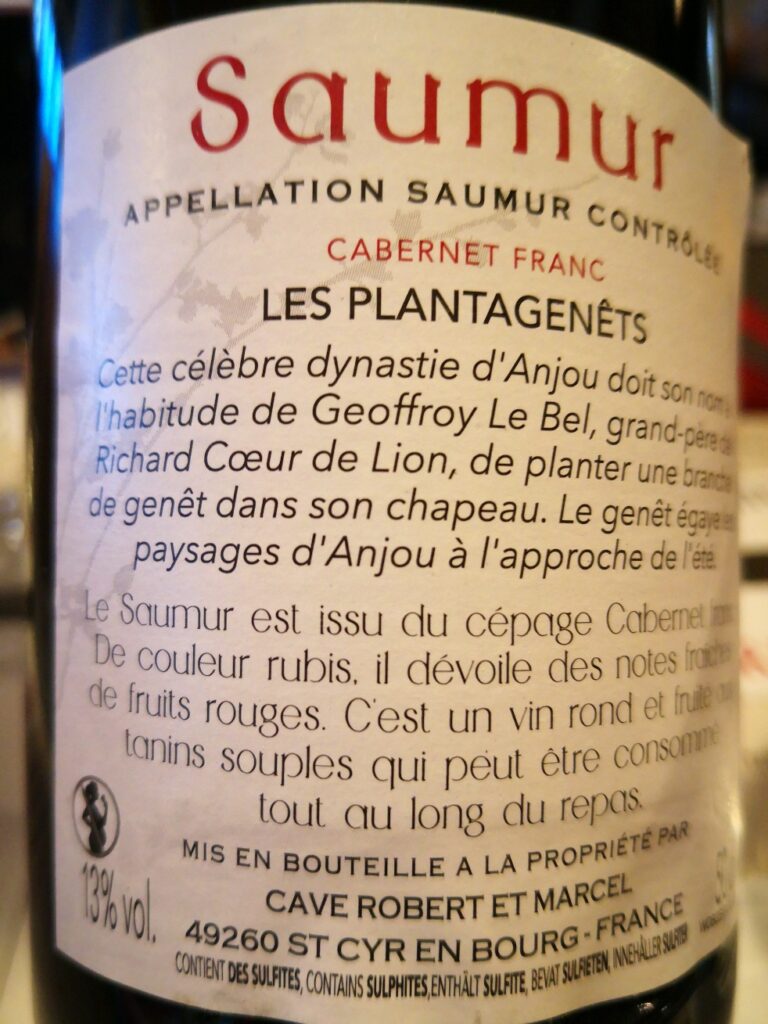 Saumur
APPELLATION SAUMUR CONTRÔLÉE
CABERNET FRANC
LES PLANTAGENÊTS
Cette célèbre dynastie d'Anjou doit son nom à
l'habitude de Geoffroy Le Bel, grand-père de
Richard Cœur de Lion, de planter une branche
de genêt dans son chapeau. Le genêt égaye les
paysages d'Anjou à l'approche de l'été.
Le Saumur est issu du cépage Cabernet franc.
De couleur rubis, il dévoile des notes fraîches
de fruits rouges. C'est un vin rond et fruité aux
tanins souples qui peut être consommé
tout au long du repas.
MIS EN BOUTEILLE A LA PROPRIÉTÉ PAR
CAVE ROBERT ET MARCEL
49260 ST CYR EN BOURG - FRANCE
13% vol.
CONTIENT DES SULFITES, CONTAINS SULPHITES, ENTHÄLT SULFITE, BEVAT SULFIETEN, INNEHÅLLER SULFITER